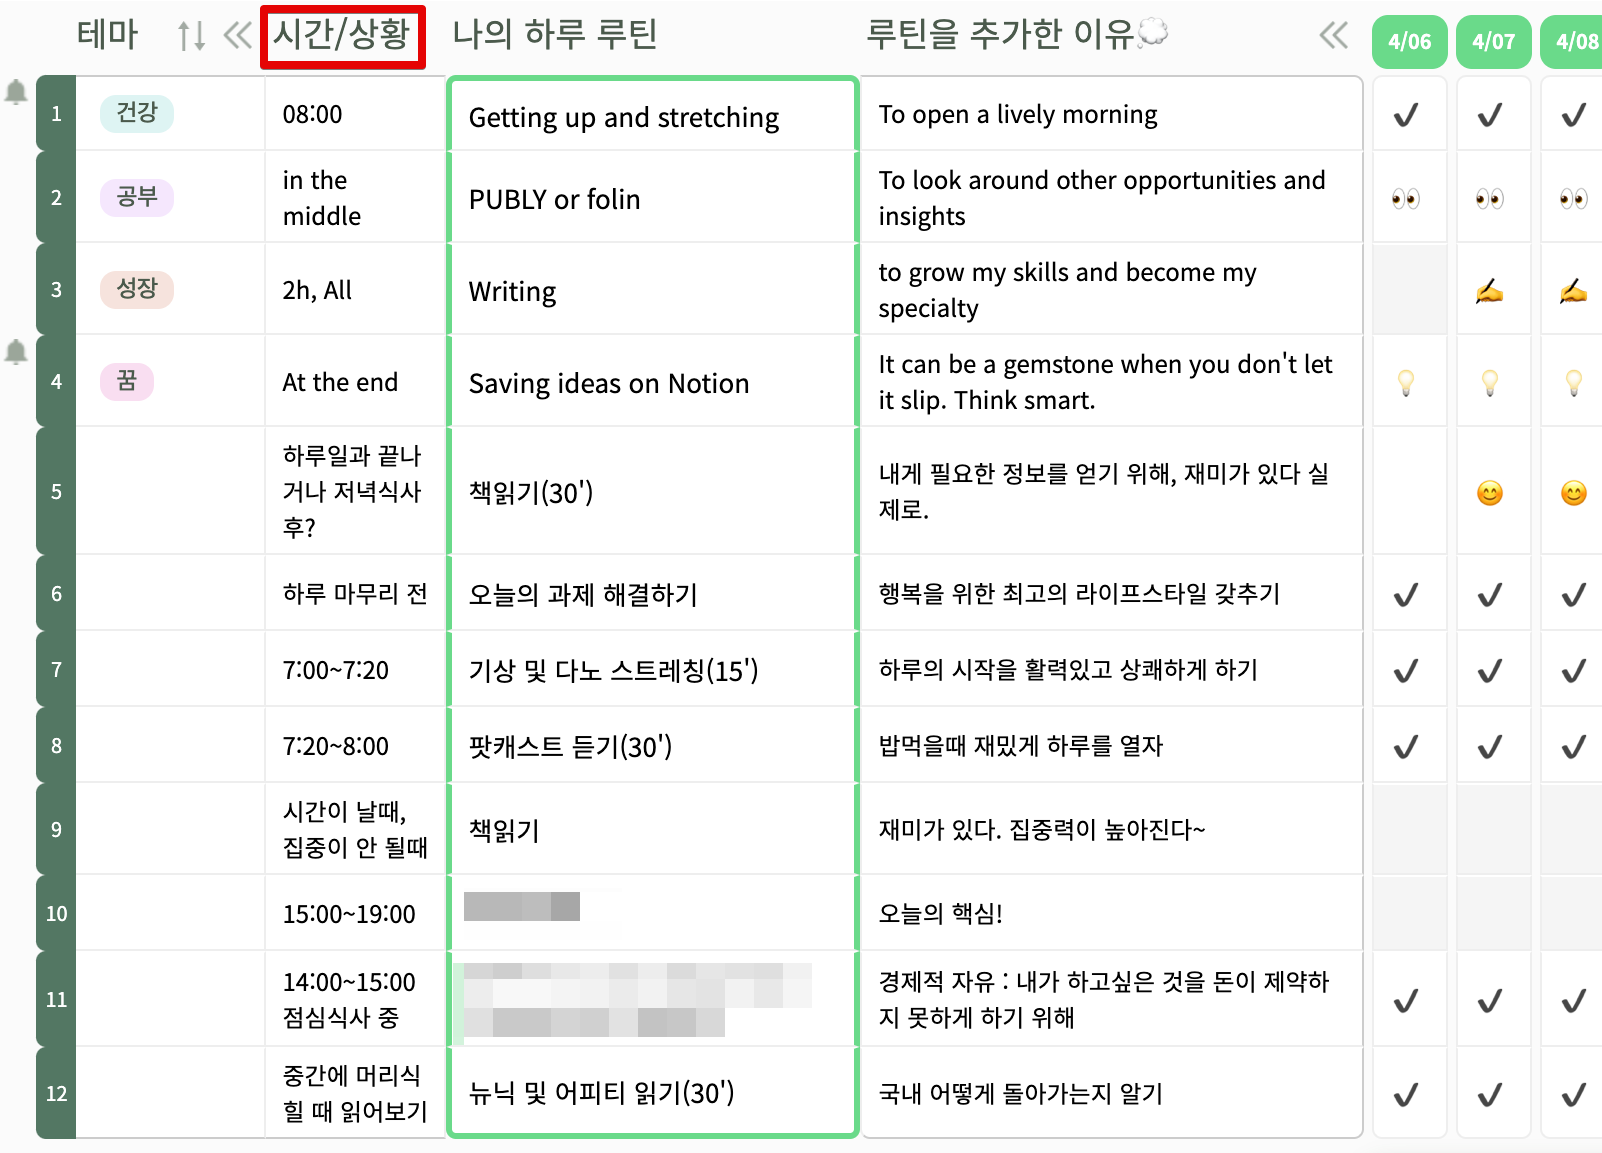 테마 시간/상황 나의 하루 루틴 루틴을 추가한 이유 4/06 4/07 4/08
1 건강 08:00 Getting up and stretching To open a lively morning
2 공부 in the middle PUBLY or folin To look around other opportunities and insights
3 성장 2h, All Writing to grow my skills and become my specialty
4 꿈 At the end Saving ideas on Notion It can be a gemstone when you don't let it slip. Think smart.
5 하루일과 끝나거나 저녁식사 후? 책읽기(30') 내게 필요한 정보를 얻기 위해, 재미가 있다 실제로.
6 하루 마무리 전 오늘의 과제 해결하기 행복을 위한 최고의 라이프스타일 갖추기
7 7:00~7:20 기상 및 다노 스트레칭(15') 하루의 시작을 활력있고 상쾌하게 하기
8 7:20~8:00 팟캐스트 듣기(30') 밥먹을때 재밌게 하루를 열자
9 시간이 날때, 집중이 안 될때 책읽기 재미가 있다. 집중력이 높아진다~
10 15:00~19:00 오늘의 핵심!
11 14:00~15:00 점심식사 중 경제적 자유 : 내가 하고싶은 것을 돈이 제약하지 못하게 하기 위해
12 중간에 머리식힐 때 읽어보기 뉴닉 및 어피티 읽기(30') 국내 어떻게 돌아가는지 알기